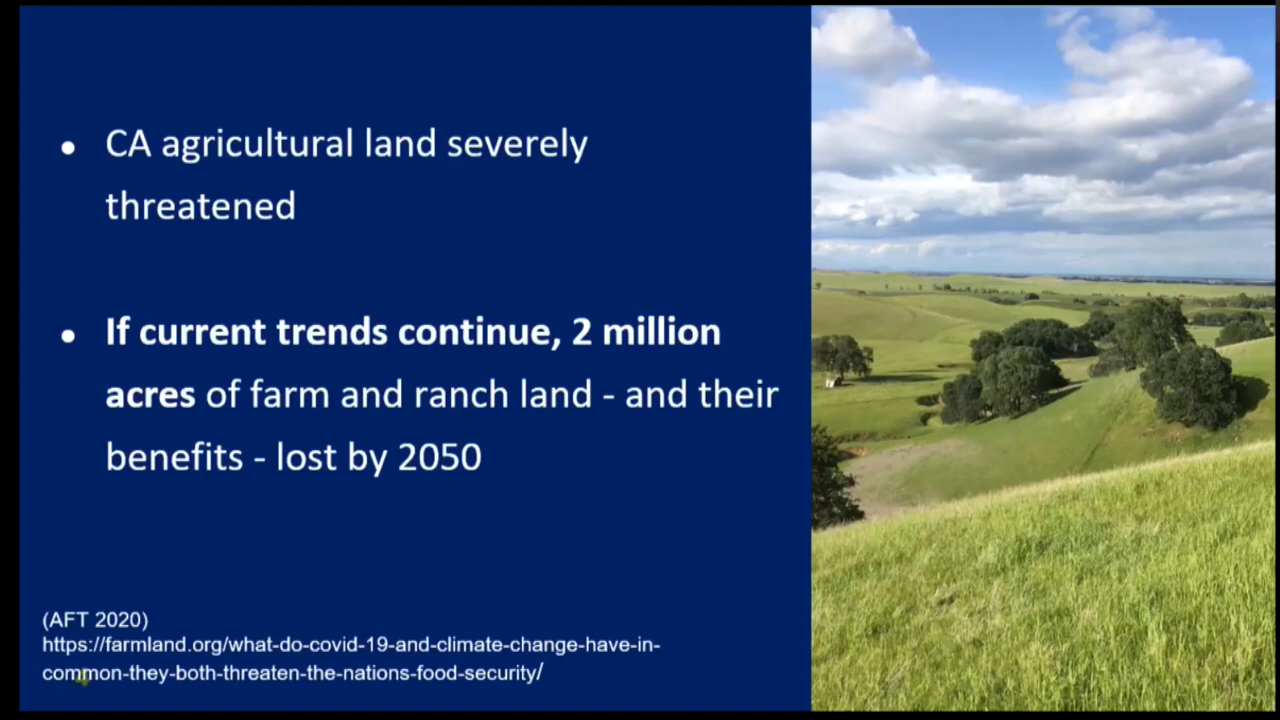 • CA agricultural land severely
threatened
• If current trends continue, 2 million
acres of farm and ranch land - and their
benefits - lost by 2050
(AFT 2020)
https://farmland.org/what-do-covid-19-and-climate-change-have-in-
common-they-both-threaten-the-nations-food-security/